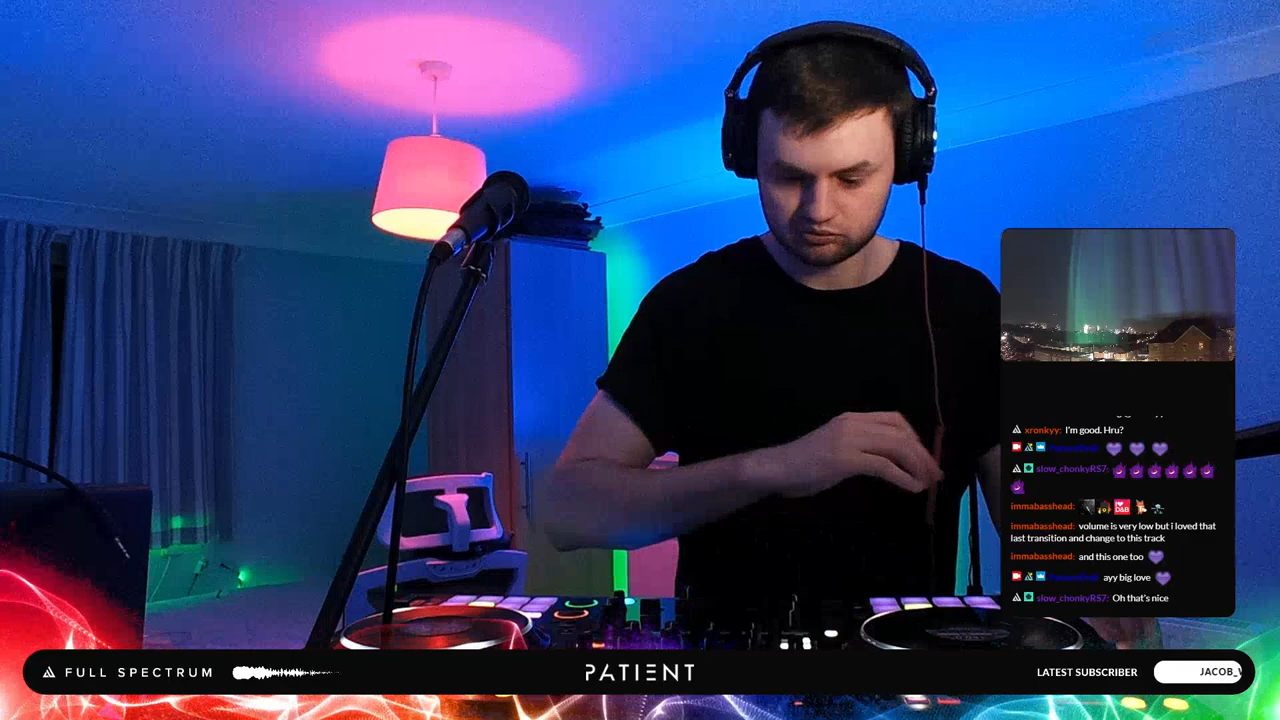 xronkyy: I'm good. Hru?
slow_chonkyRS7:
immabasshead: D&B
immabasshead: volume is very low but i loved that
last transition and change to this track
immabasshead: and this one too
ayy big love
slow_chonkyRS7: Oh that's nice
FULL SPECTRUM
PATIENT
LATEST SUBSCRIBER